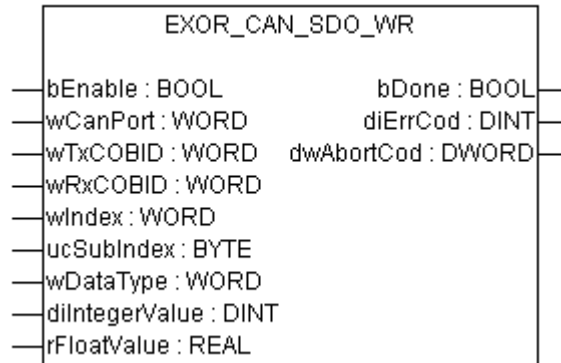 EXOR_CAN_SDO_WR
bEnable : BOOL bDone : BOOL
wCanPort : WORD diErrCod : DINT
wTxCOBID : WORD dwAbortCod : DWORD
wRxCOBID : WORD
wIndex : WORD
ucSubIndex : BYTE
wDataType : WORD
diIntegerValue : DINT
rFloatValue : REAL